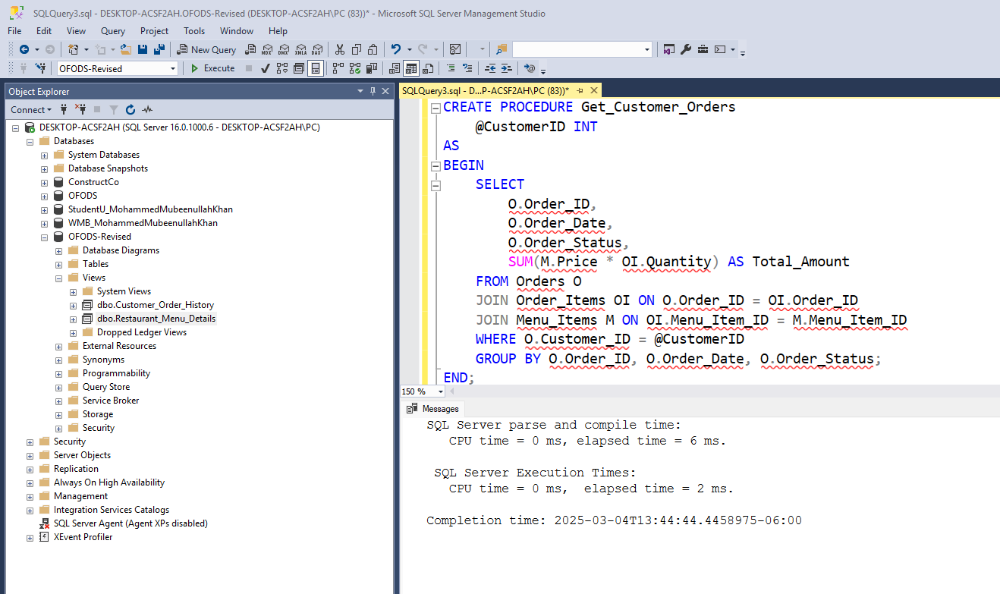 SQLQuery3.sql - DESKTOP-ACSF2AH.OFODS-Revised (DESKTOP-ACSF2AH\PC (83))* - Microsoft SQL Server Management Studio
File Edit View Query Project Tools Window Help
New Query MDX DMX XMLA DAX
OFODS-Revised Execute
Object Explorer
Connect
DESKTOP-ACSF2AH (SQL Server 16.0.1000.6 - DESKTOP-ACSF2AH\PC)
Databases
System Databases
Database Snapshots
ConstructCo
OFODS
StudentU_MohammedMubeenullahKhan
WMB_MohammedMubeenullahKhan
OFODS-Revised
Database Diagrams
Tables
Views
System Views
dbo.Customer_Order_History
dbo.Restaurant_Menu_Details
Dropped Ledger Views
External Resources
Synonyms
Programmability
Query Store
Service Broker
Storage
Security
Security
Server Objects
Replication
Always On High Availability
Management
Integration Services Catalogs
SQL Server Agent (Agent XPs disabled)
XEvent Profiler
SQLQuery3.sql - D...P-ACSF2AH\PC (83))*
CREATE PROCEDURE Get_Customer_Orders
@CustomerID INT
AS
BEGIN
SELECT
O.Order_ID,
O.Order_Date,
O.Order_Status,
SUM(M.Price * OI.Quantity) AS Total_Amount
FROM Orders O
JOIN Order_Items OI ON O.Order_ID = OI.Order_ID
JOIN Menu_Items M ON OI.Menu_Item_ID = M.Menu_Item_ID
WHERE O.Customer_ID = @CustomerID
GROUP BY O.Order_ID, O.Order_Date, O.Order_Status;
END;
150 %
Messages
SQL Server parse and compile time:
CPU time = 0 ms, elapsed time = 6 ms.
SQL Server Execution Times:
CPU time = 0 ms,  elapsed time = 2 ms.
Completion time: 2025-03-04T13:44:44.4458975-06:00